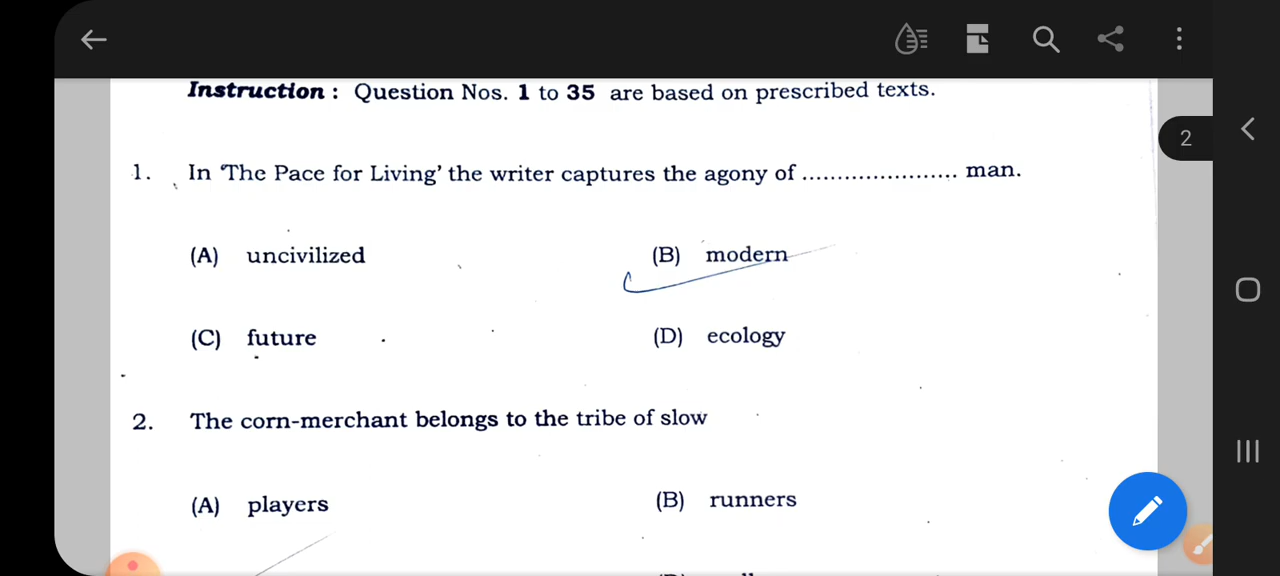 2
Instruction : Question Nos. 1 to 35 are based on prescribed texts.
1. In 'The Pace for Living' the writer captures the agony of ...................... man.
(A) uncivilized (B) modern
(C) future (D) ecology
2. The corn-merchant belongs to the tribe of slow
(A) players (B) runners